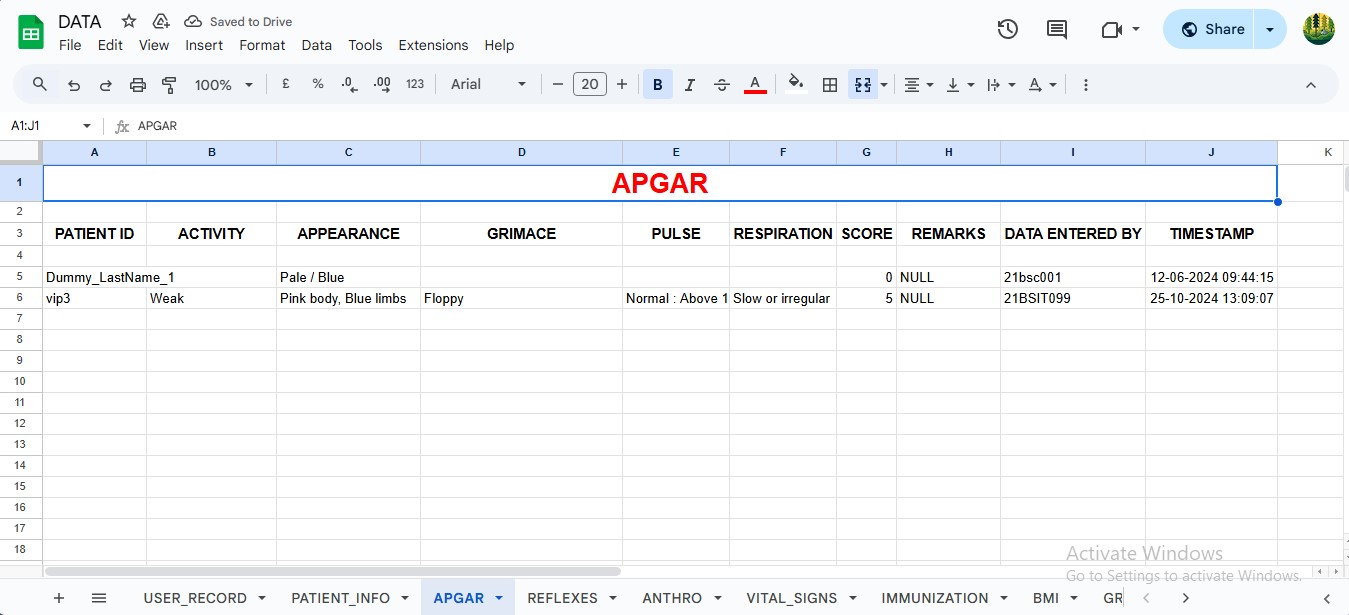 DATA Saved to Drive
File Edit View Insert Format Data Tools Extensions Help
Share
100% £ % .0 .00 123 Arial 20 B I A
A1:J1 fx APGAR
A B C D E F G H I J K
1 APGAR
2
3 PATIENT ID ACTIVITY APPEARANCE GRIMACE PULSE RESPIRATION SCORE REMARKS DATA ENTERED BY TIMESTAMP
4
5 Dummy_LastName_1 Pale / Blue 0 NULL 21bsc001 12-06-2024 09:44:15
6 vip3 Weak Pink body, Blue limbs Floppy Normal : Above 1 Slow or irregular 5 NULL 21BSIT099 25-10-2024 13:09:07
7
8
9
10
11
12
13
14
15
16
17
18
Activate Windows
Go to Settings to activate Windows.
USER_RECORD PATIENT_INFO APGAR REFLEXES ANTHRO VITAL_SIGNS IMMUNIZATION BMI GR